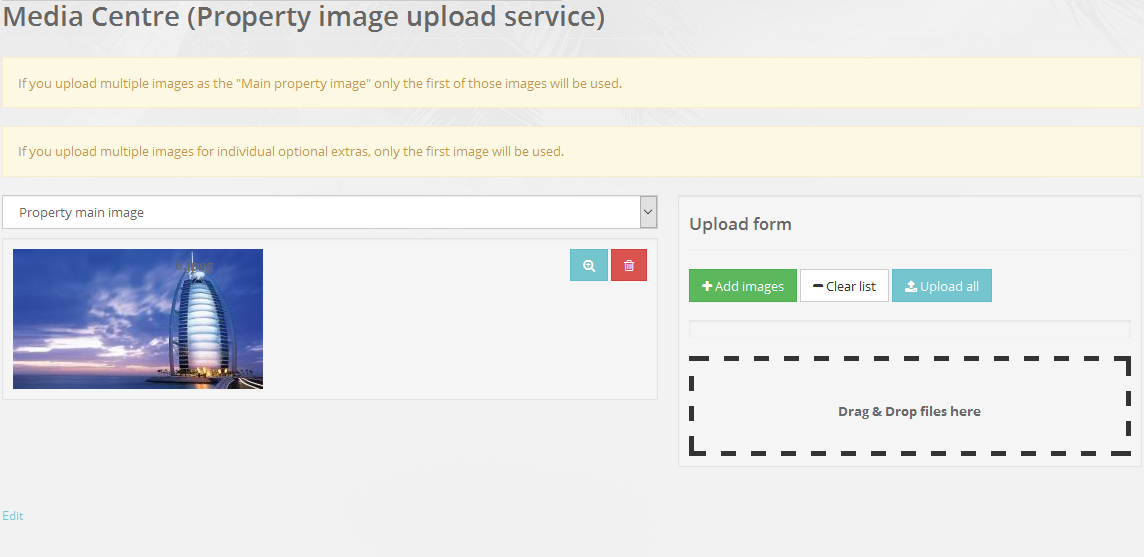 Media Centre (Property image upload service)
If you upload multiple images as the "Main property image" only the first of those images will be used.
If you upload multiple images for individual optional extras, only the first image will be used.
Property main image
Upload form
Add images
Clear list
Upload all
Drag & Drop files here
Edit